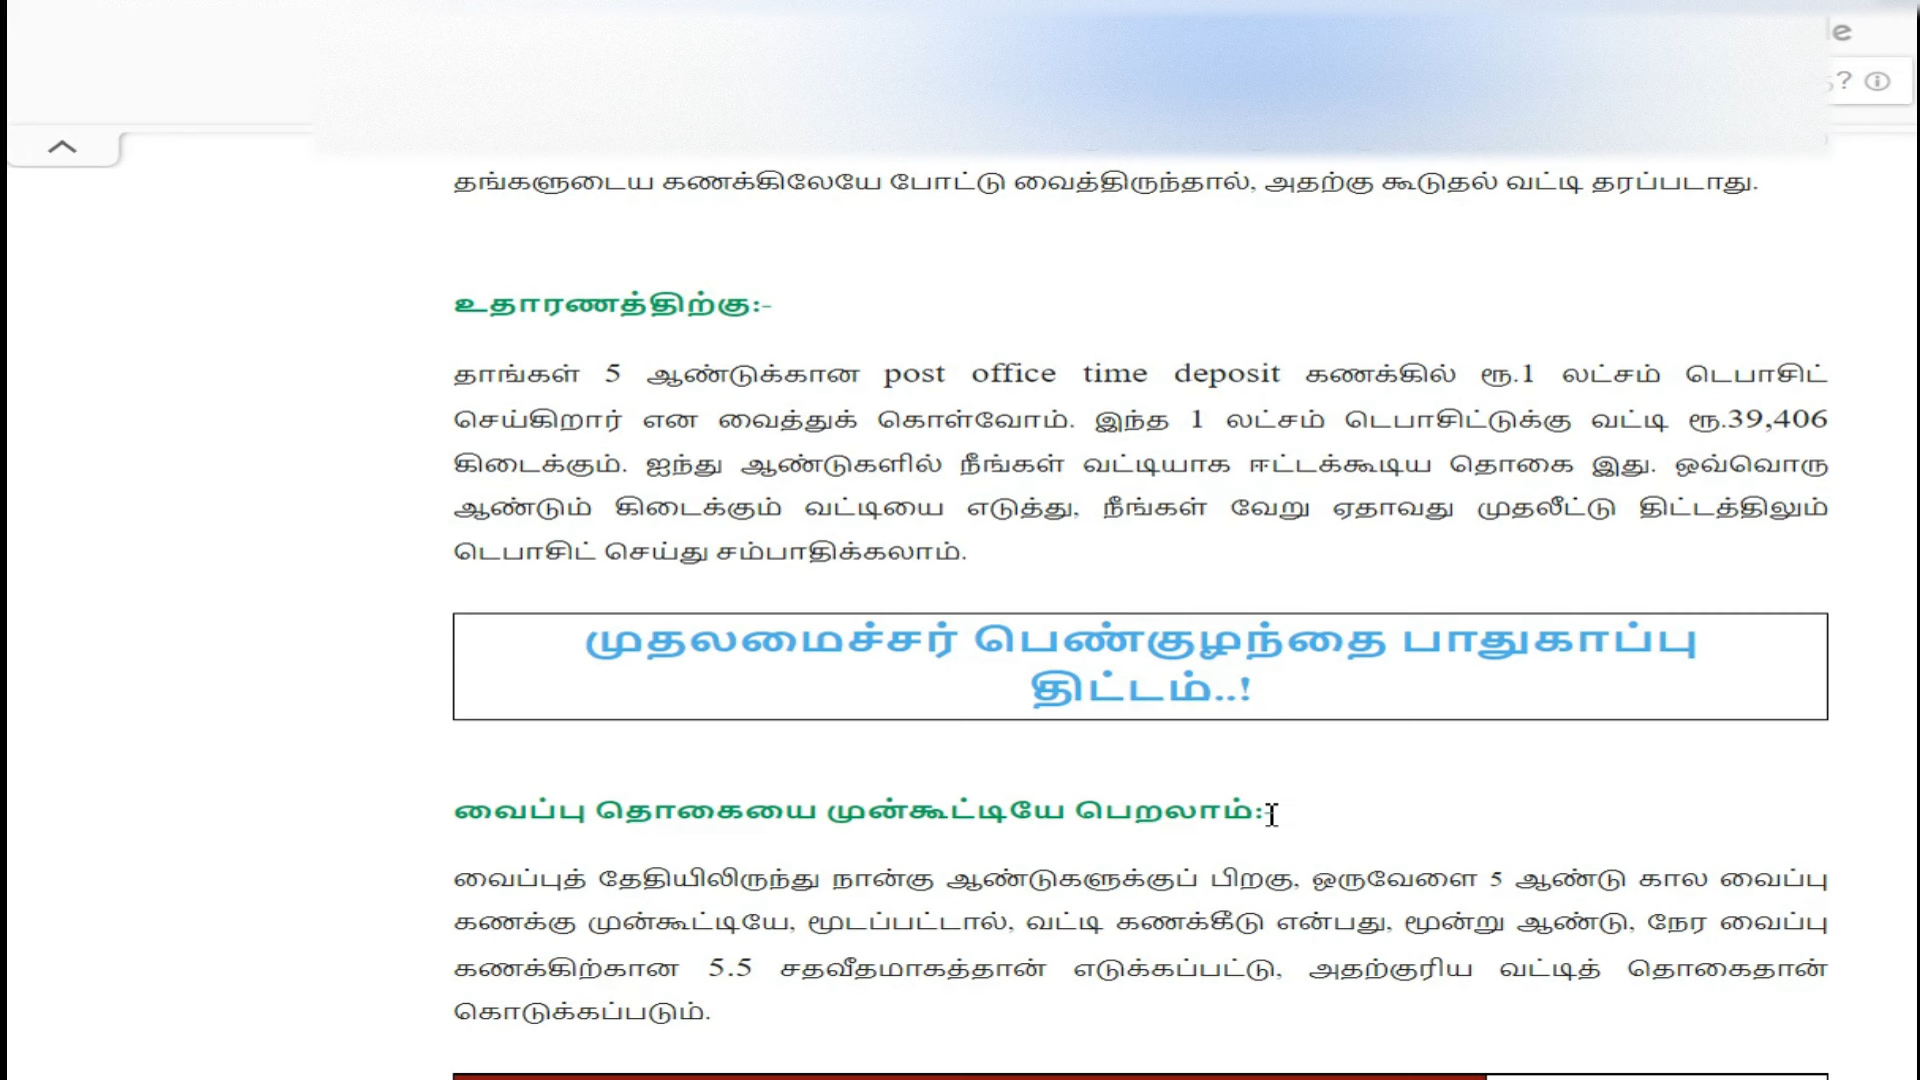 தங்களுடைய கணக்கிலேயே போட்டு வைத்திருந்தால், அதற்கு கூடுதல் வட்டி தரப்படாது.
உதாரணத்திற்கு:-
தாங்கள் 5 ஆண்டுக்கான post office time deposit கணக்கில் ரூ.1 லட்சம் டெபாசிட்
செய்கிறார் என வைத்துக் கொள்வோம். இந்த 1 லட்சம் டெபாசிட்டுக்கு வட்டி ரூ.39,406
கிடைக்கும். ஐந்து ஆண்டுகளில் நீங்கள் வட்டியாக ஈட்டக்கூடிய தொகை இது. ஒவ்வொரு
ஆண்டும் கிடைக்கும் வட்டியை எடுத்து, நீங்கள் வேறு ஏதாவது முதலீட்டு திட்டத்திலும்
டெபாசிட் செய்து சம்பாதிக்கலாம்.
முதலமைச்சர் பெண்குழந்தை பாதுகாப்பு
திட்டம்..!
வைப்பு தொகையை முன்கூட்டியே பெறலாம்:-
வைப்புத் தேதியிலிருந்து நான்கு ஆண்டுகளுக்குப் பிறகு, ஒருவேளை 5 ஆண்டு கால வைப்பு
கணக்கு முன்கூட்டியே, மூடப்பட்டால், வட்டி கணக்கீடு என்பது, மூன்று ஆண்டு, நேர வைப்பு
கணக்கிற்கான 5.5 சதவீதமாகத்தான் எடுக்கப்பட்டு, அதற்குரிய வட்டித் தொகைதான்
கொடுக்கப்படும்.